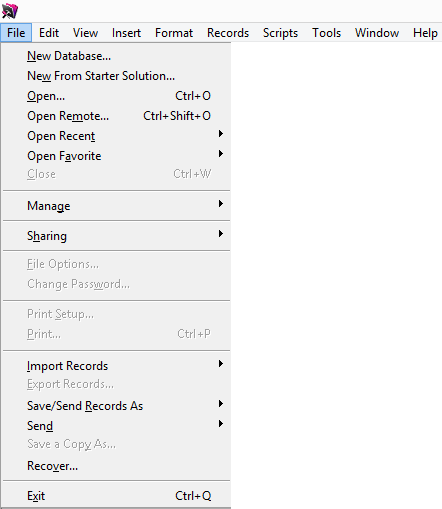 File Edit View Insert Format Records Scripts Tools Window Help
New Database...
New From Starter Solution...
Open... Ctrl+O
Open Remote... Ctrl+Shift+O
Open Recent
Open Favorite
Close Ctrl+W
Manage
Sharing
File Options...
Change Password...
Print Setup...
Print... Ctrl+P
Import Records
Export Records...
Save/Send Records As
Send
Save a Copy As...
Recover...
Exit Ctrl+Q